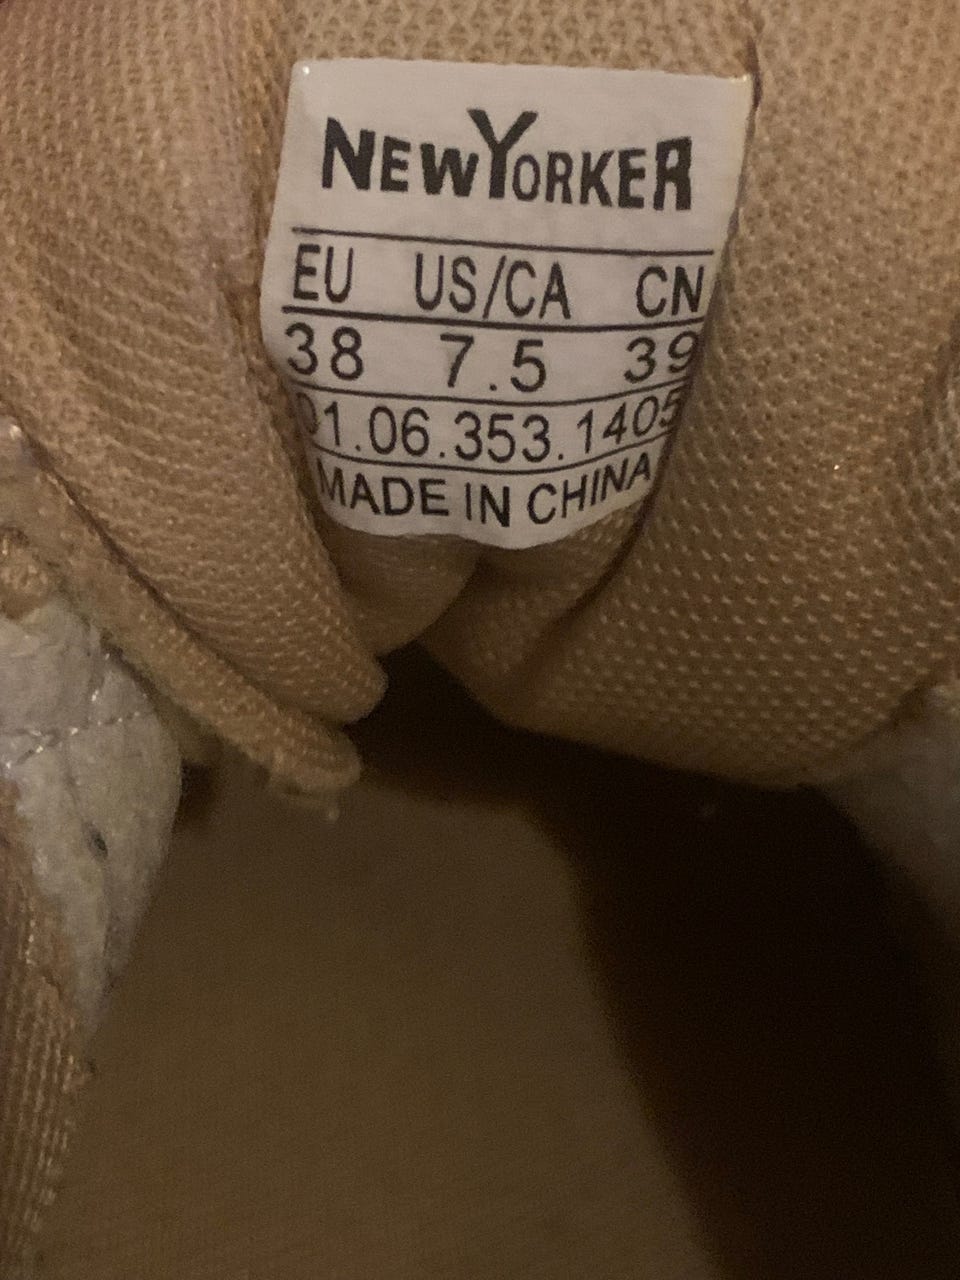 NEWYORKER
EU US/CA CN
38 7.5 39
01.06.353.1405
MADE IN CHINA